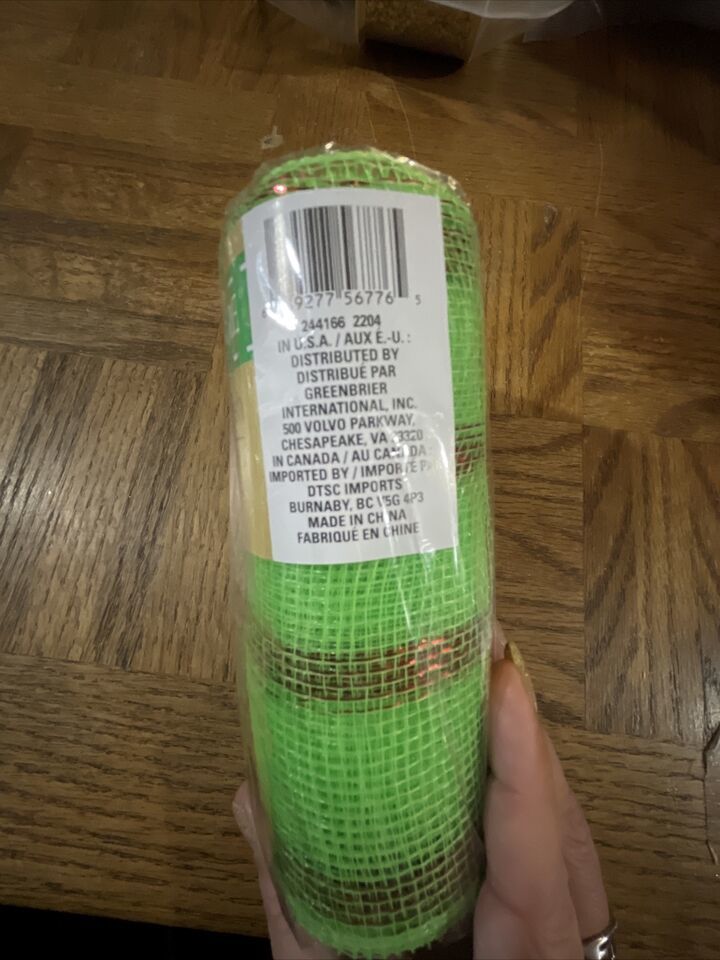 9277 56776 5
244166 2204
IN U.S.A. / AUX E.-U. :
DISTRIBUTED BY
DISTRIBUÉ PAR
GREENBRIER
INTERNATIONAL, INC.
500 VOLVO PARKWAY,
CHESAPEAKE, VA 23320
IN CANADA / AU CANADA :
IMPORTED BY / IMPORTÉ PAR
DTSC IMPORTS
BURNABY, BC V5G 4P3
MADE IN CHINA
FABRIQUÉ EN CHINE